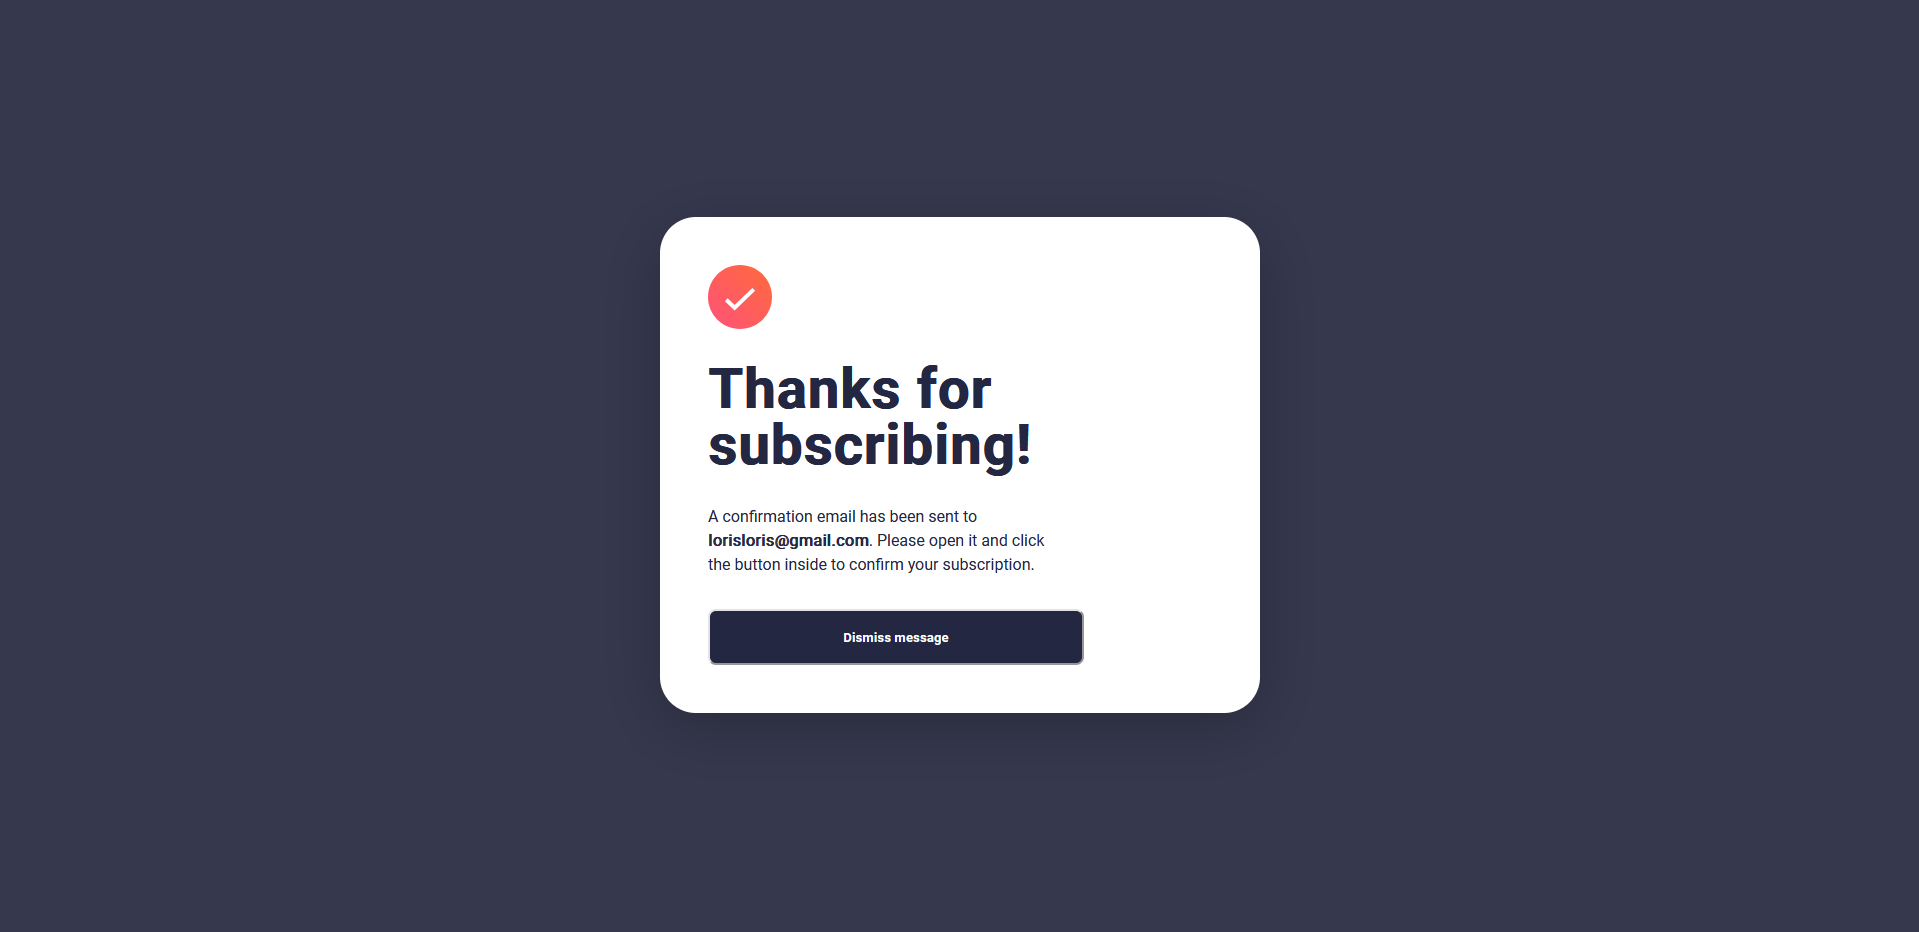 Thanks for
subscribing!
A confirmation email has been sent to
lorisloris@gmail.com. Please open it and click
the button inside to confirm your subscription.
Dismiss message